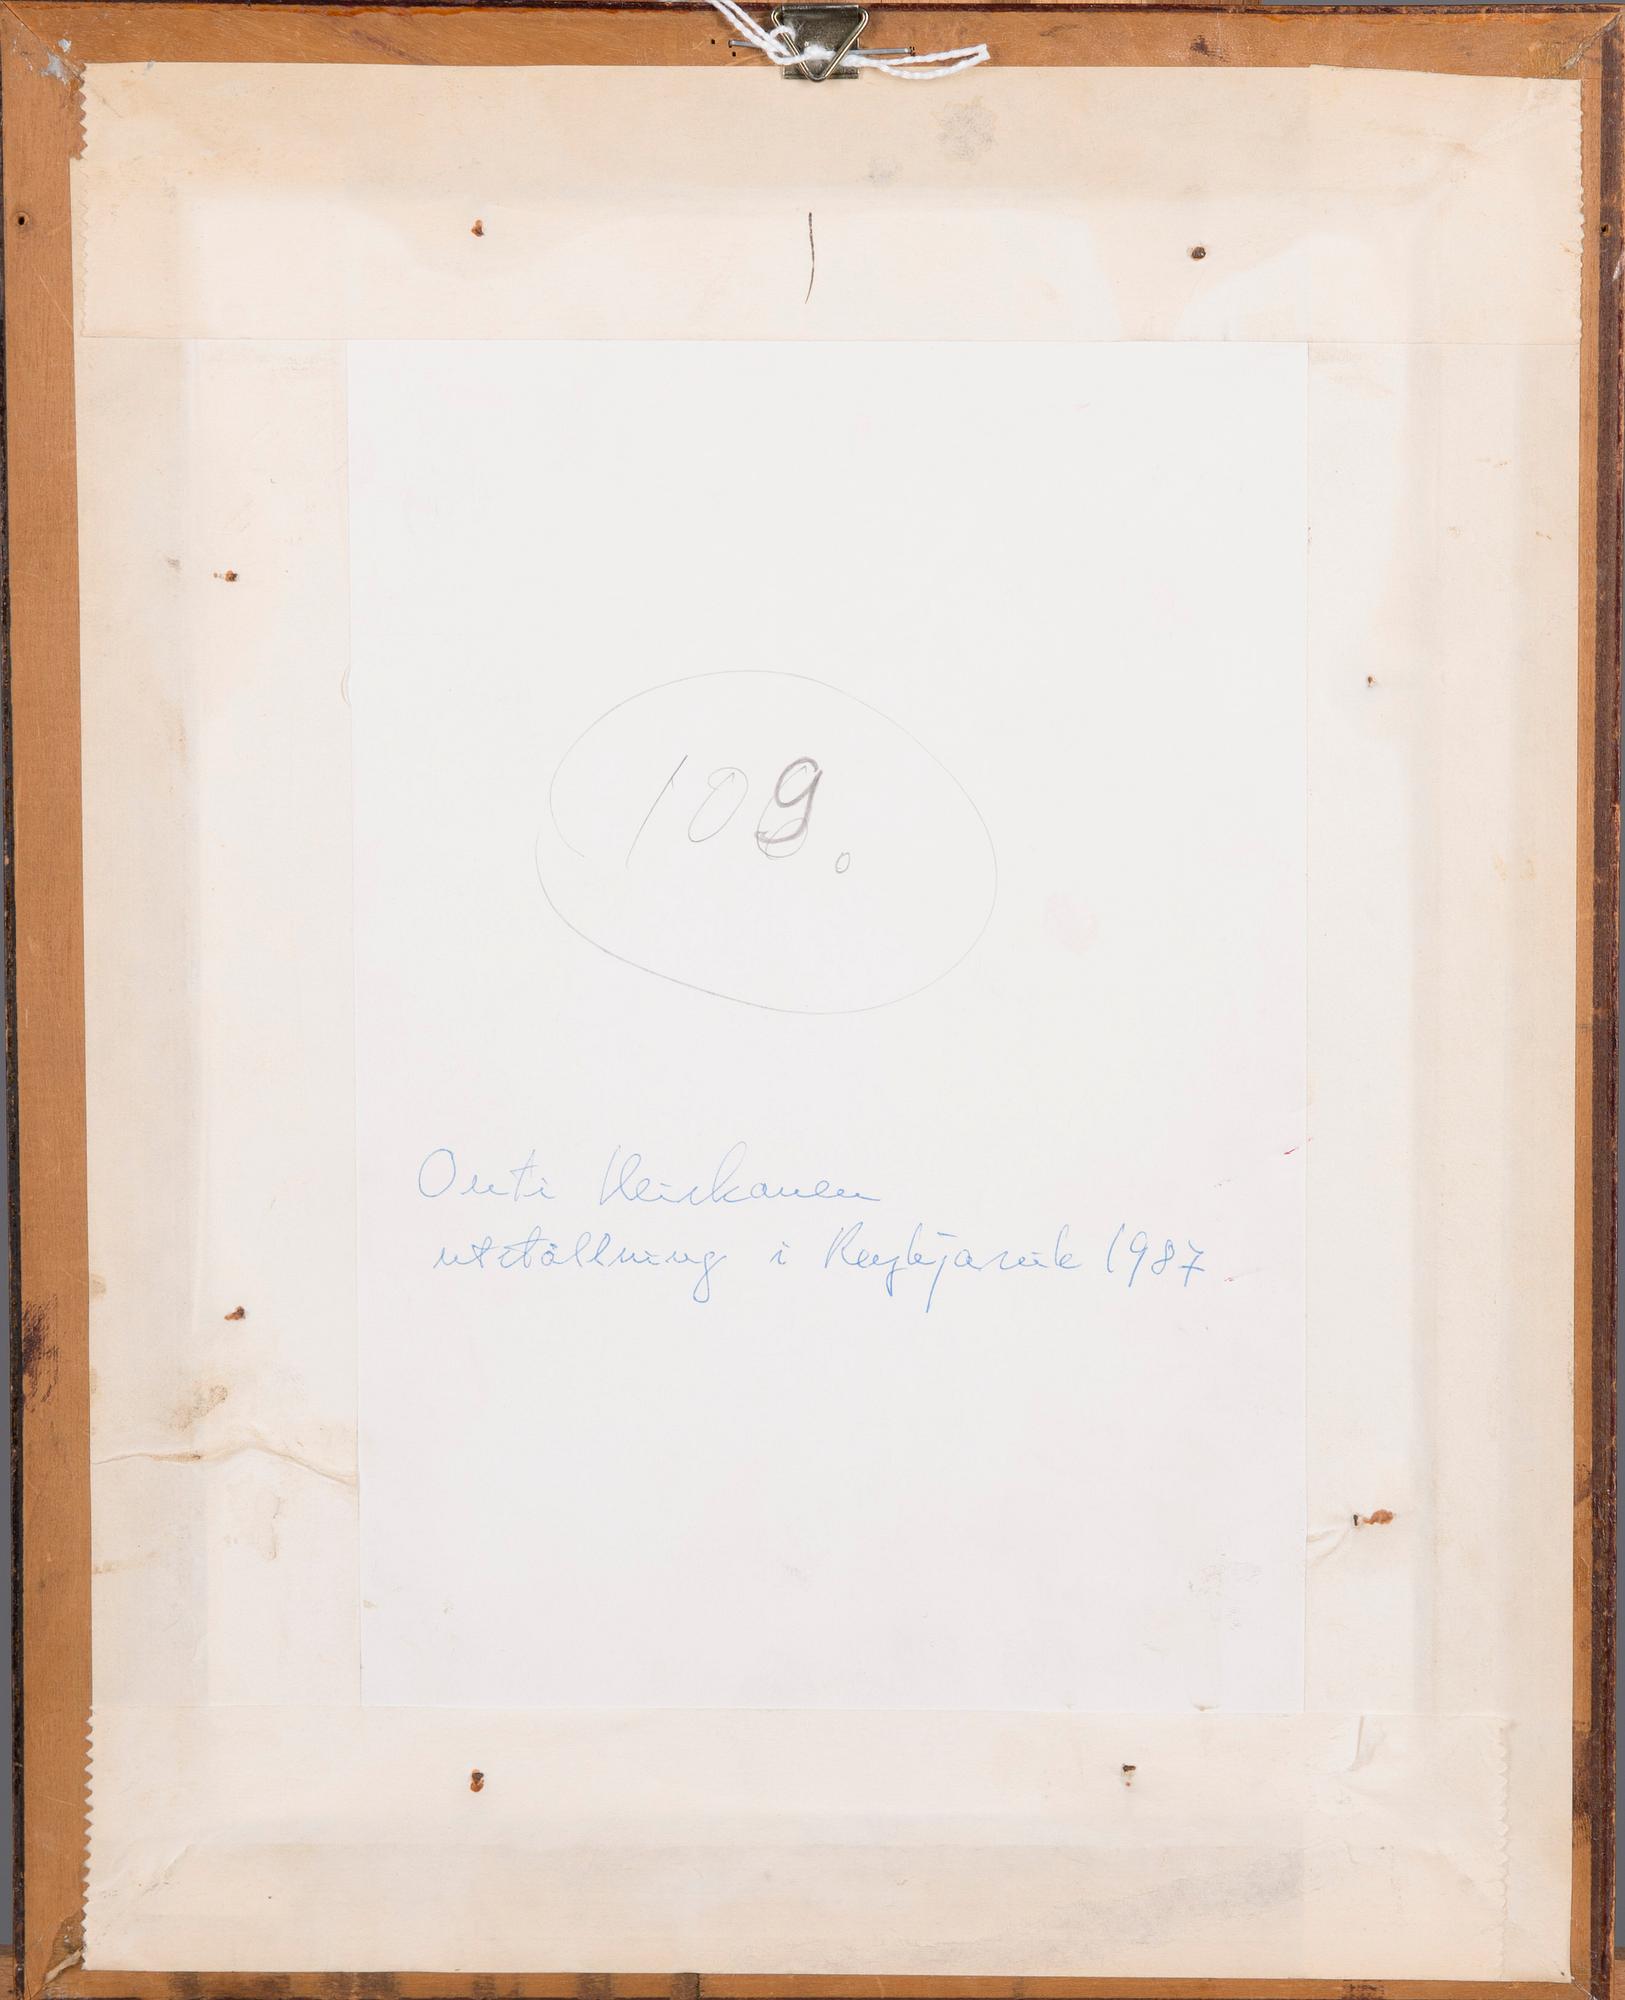 109.
Outi Heiskanen
utställning i Reykjavik 1987